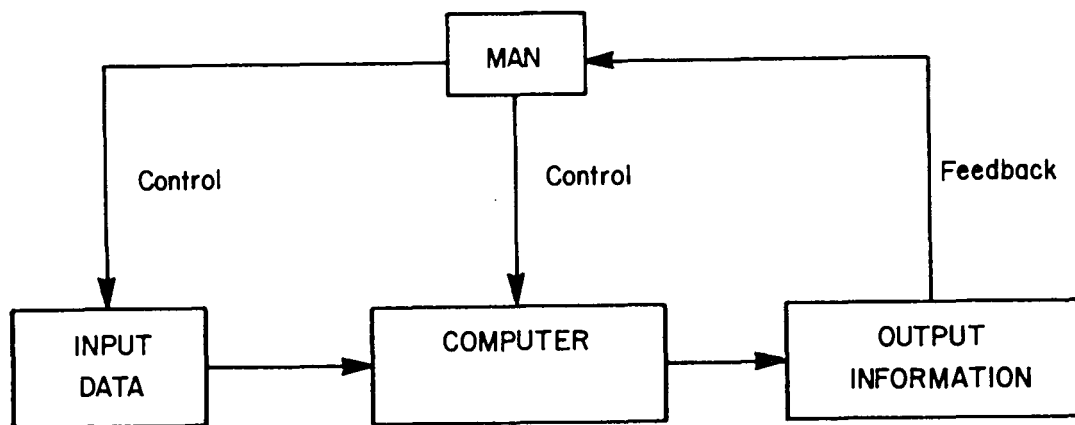 MAN
Control
Control
Feedback
INPUT
DATA
COMPUTER
OUTPUT
INFORMATION